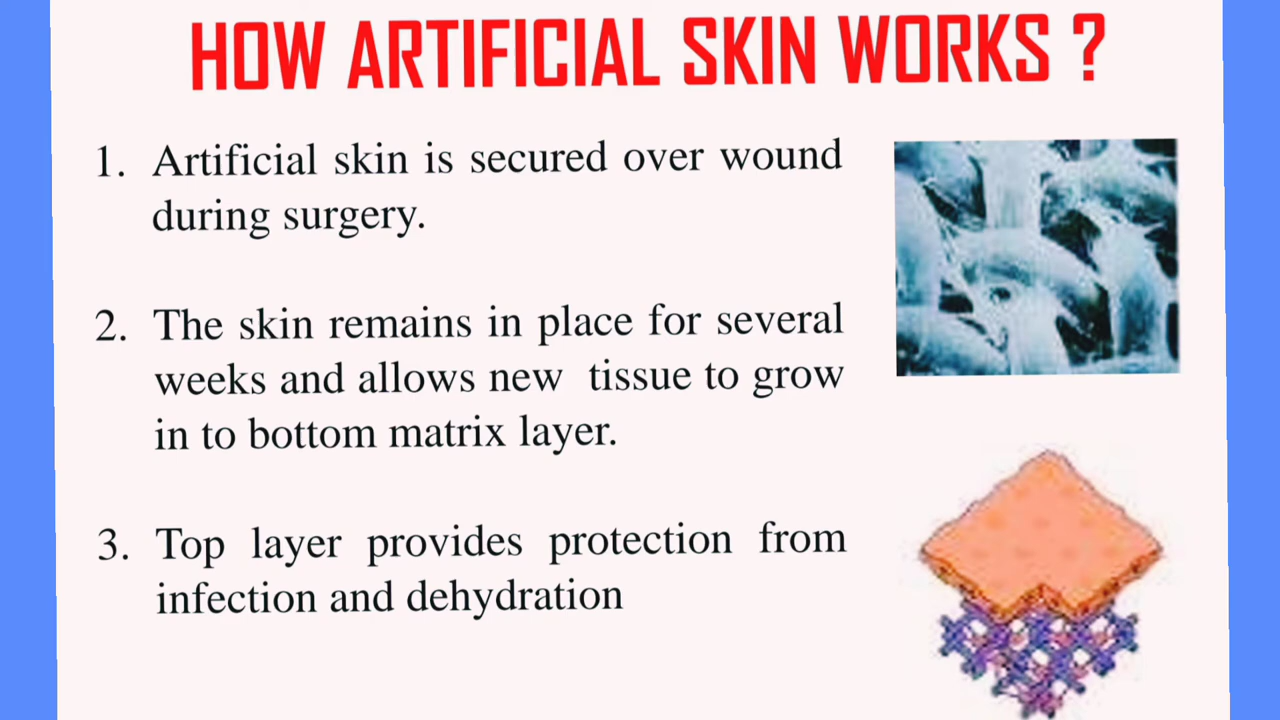 HOW ARTIFICIAL SKIN WORKS ?
1. Artificial skin is secured over wound
during surgery.
2. The skin remains in place for several
weeks and allows new tissue to grow
in to bottom matrix layer.
3. Top layer provides protection from
infection and dehydration